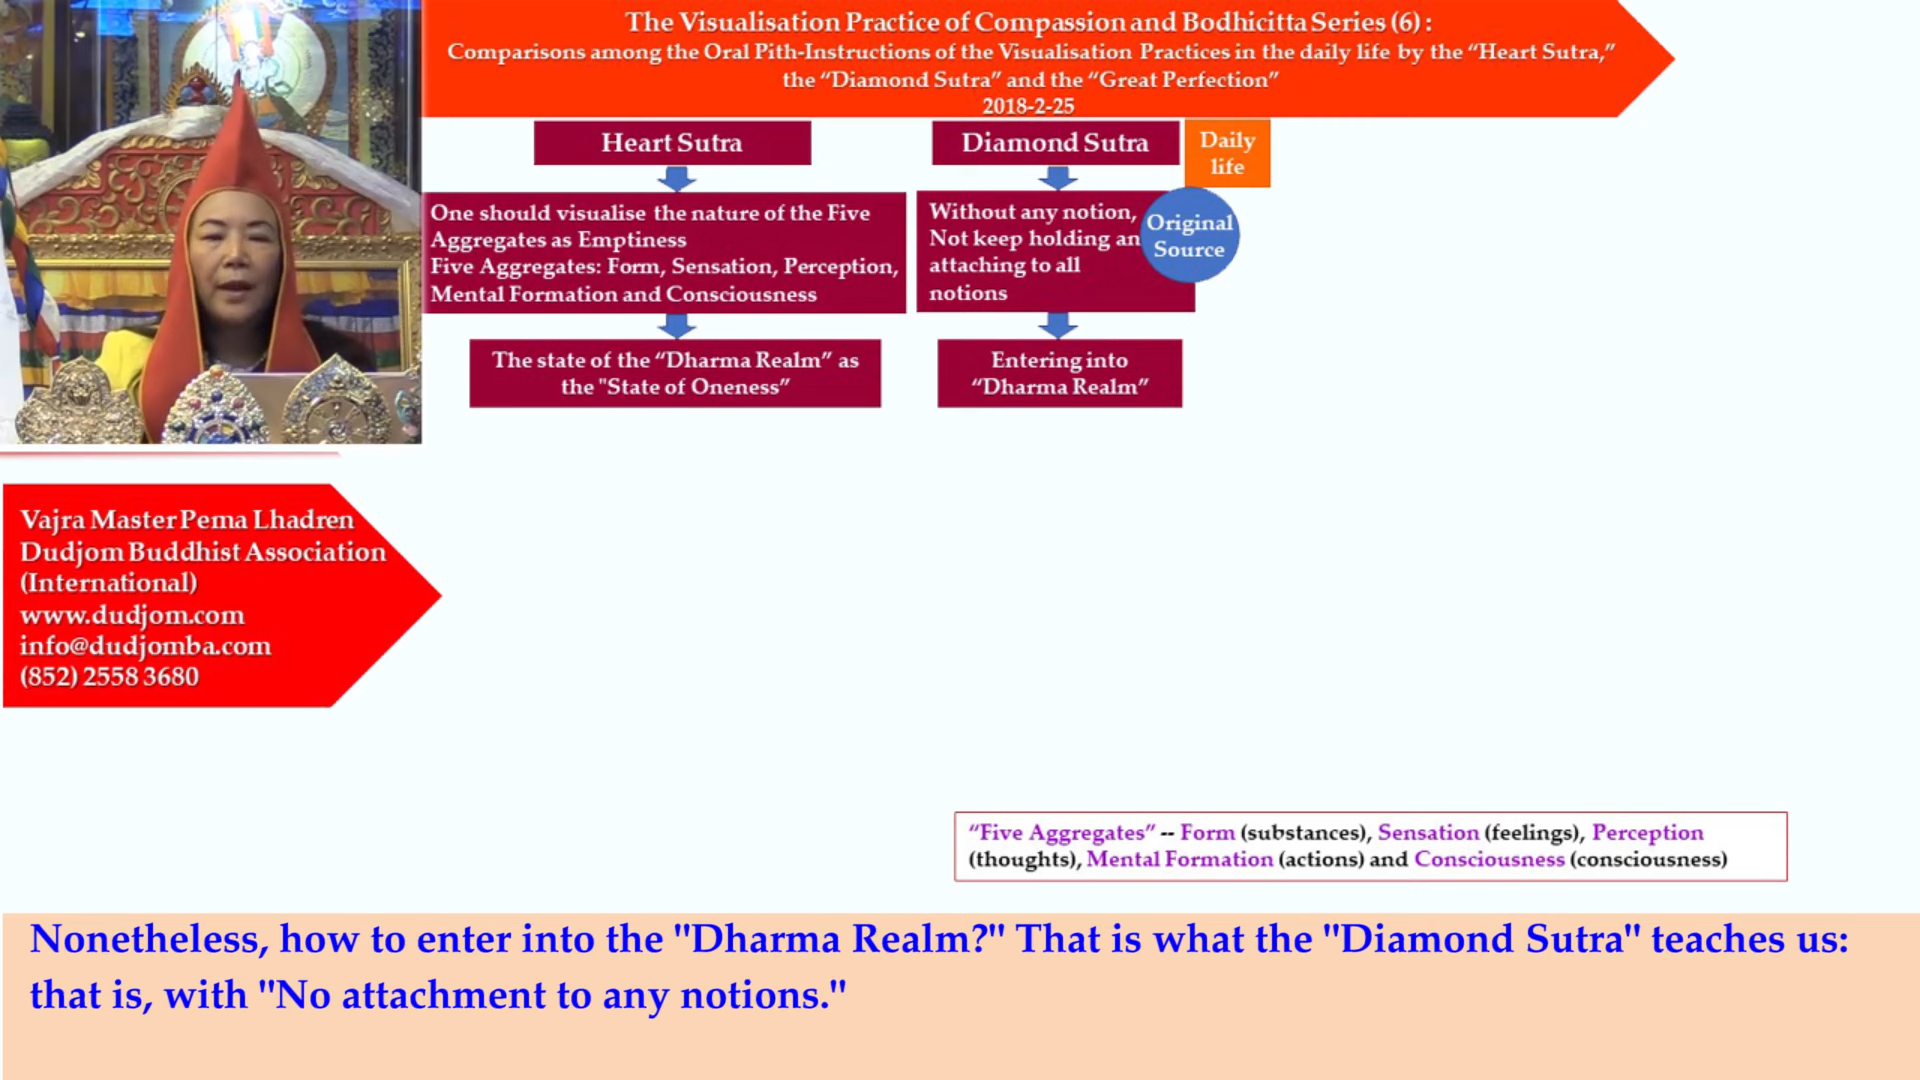 The Visualisation Practice of Compassion and Bodhicitta Series (6) :
Comparisons among the Oral Pith-Instructions of the Visualisation Practices in the daily life by the “Heart Sutra,”
the “Diamond Sutra” and the “Great Perfection”
2018-2-25
Heart Sutra
One should visualise the nature of the Five
Aggregates as Emptiness
Five Aggregates: Form, Sensation, Perception,
Mental Formation and Consciousness
The state of the “Dharma Realm” as
the "State of Oneness”
Diamond Sutra
Daily
life
Without any notion,
Not keep holding an
attaching to all
notions
Original
Source
Entering into
“Dharma Realm”
Vajra Master Pema Lhadren
Dudjom Buddhist Association
(International)
www.dudjom.com
info@dudjomba.com
(852) 2558 3680
“Five Aggregates” -- Form (substances), Sensation (feelings), Perception
(thoughts), Mental Formation (actions) and Consciousness (consciousness)
Nonetheless, how to enter into the "Dharma Realm?" That is what the "Diamond Sutra" teaches us:
that is, with "No attachment to any notions."